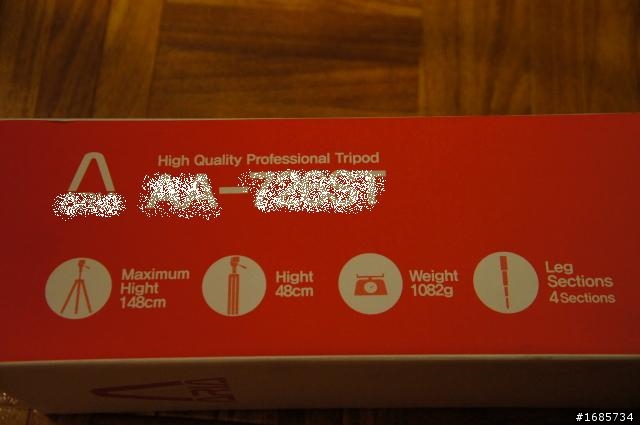 High Quality Professional Tripod
Maximum
Hight
148cm
Hight
48cm
Weight
1082g
Leg
Sections
4 Sections
#1685734